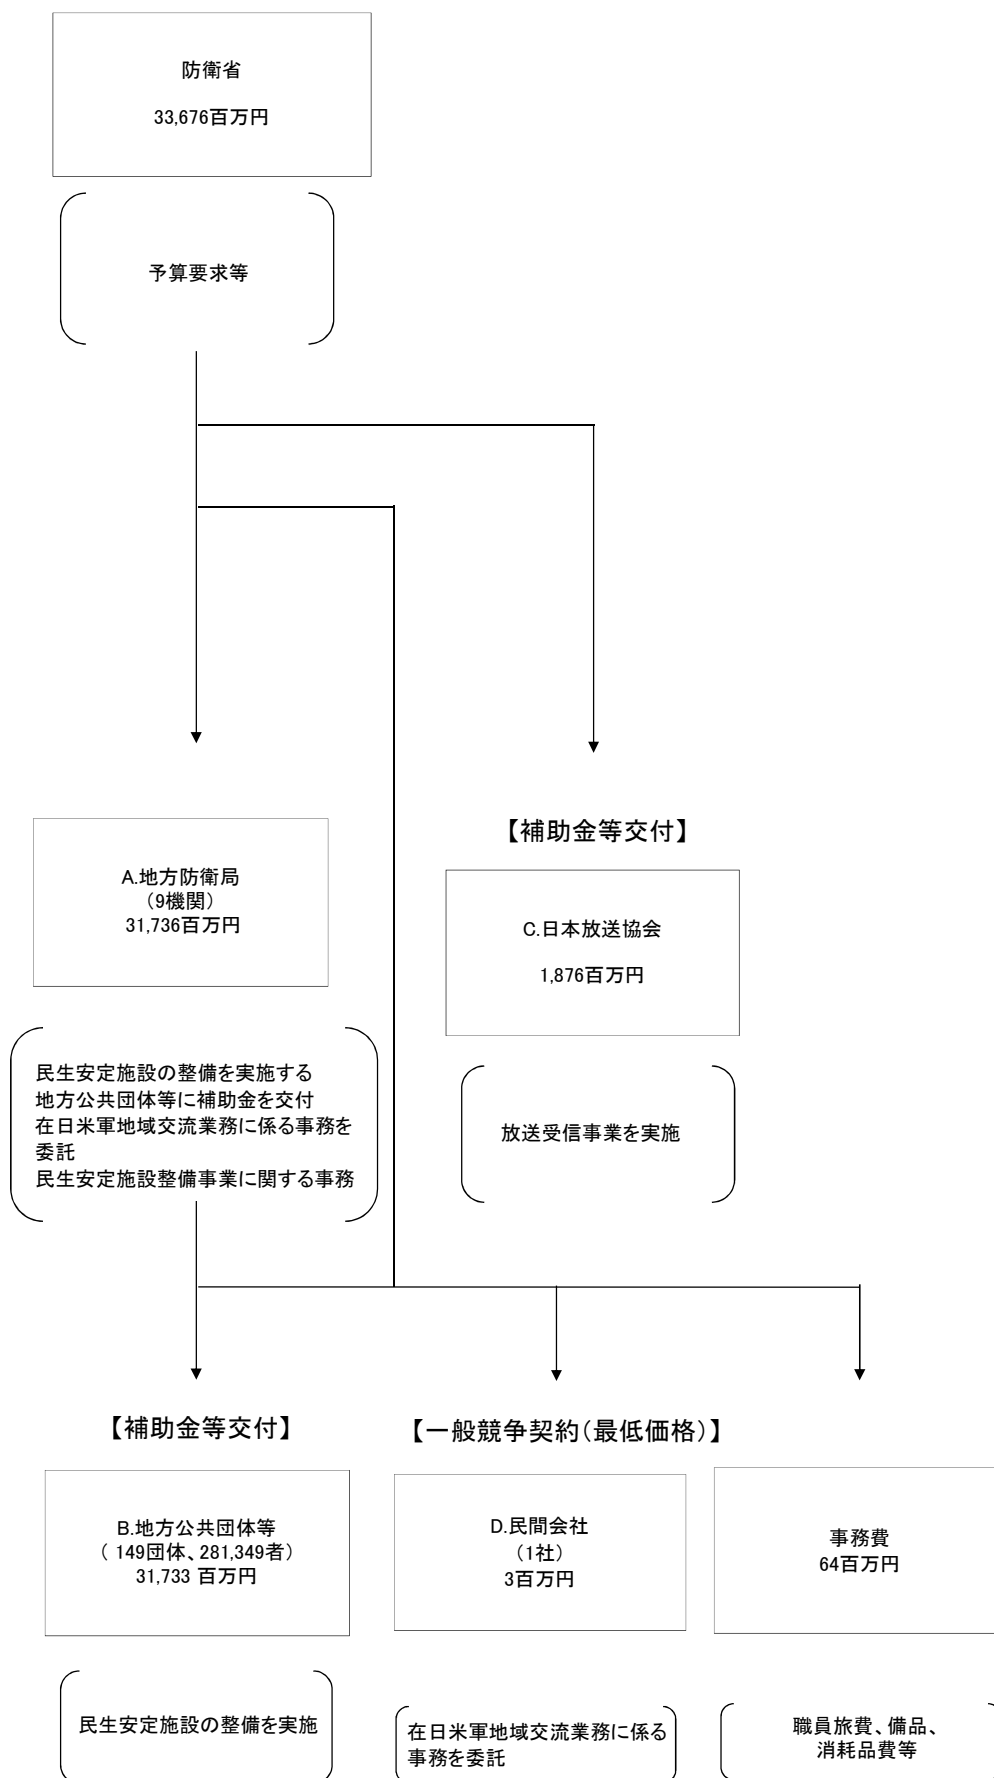 防衛省
33,676百万円
予算要求等
【補助金等交付】
A.地方防衛局
（9機関）
31,736百万円
C.日本放送協会
1,876百万円
民生安定施設の整備を実施する
地方公共団体等に補助金を交付
在日米軍地域交流業務に係る事務を
委託
民生安定施設整備事業に関する事務
放送受信事業を実施
【補助金等交付】
【一般競争契約（最低価格）】
B.地方公共団体等
（ 149団体、281,349者）
31,733 百万円
D.民間会社
（1社）
3百万円
事務費
64百万円
民生安定施設の整備を実施
在日米軍地域交流業務に係る
事務を委託
職員旅費、備品、
消耗品費等